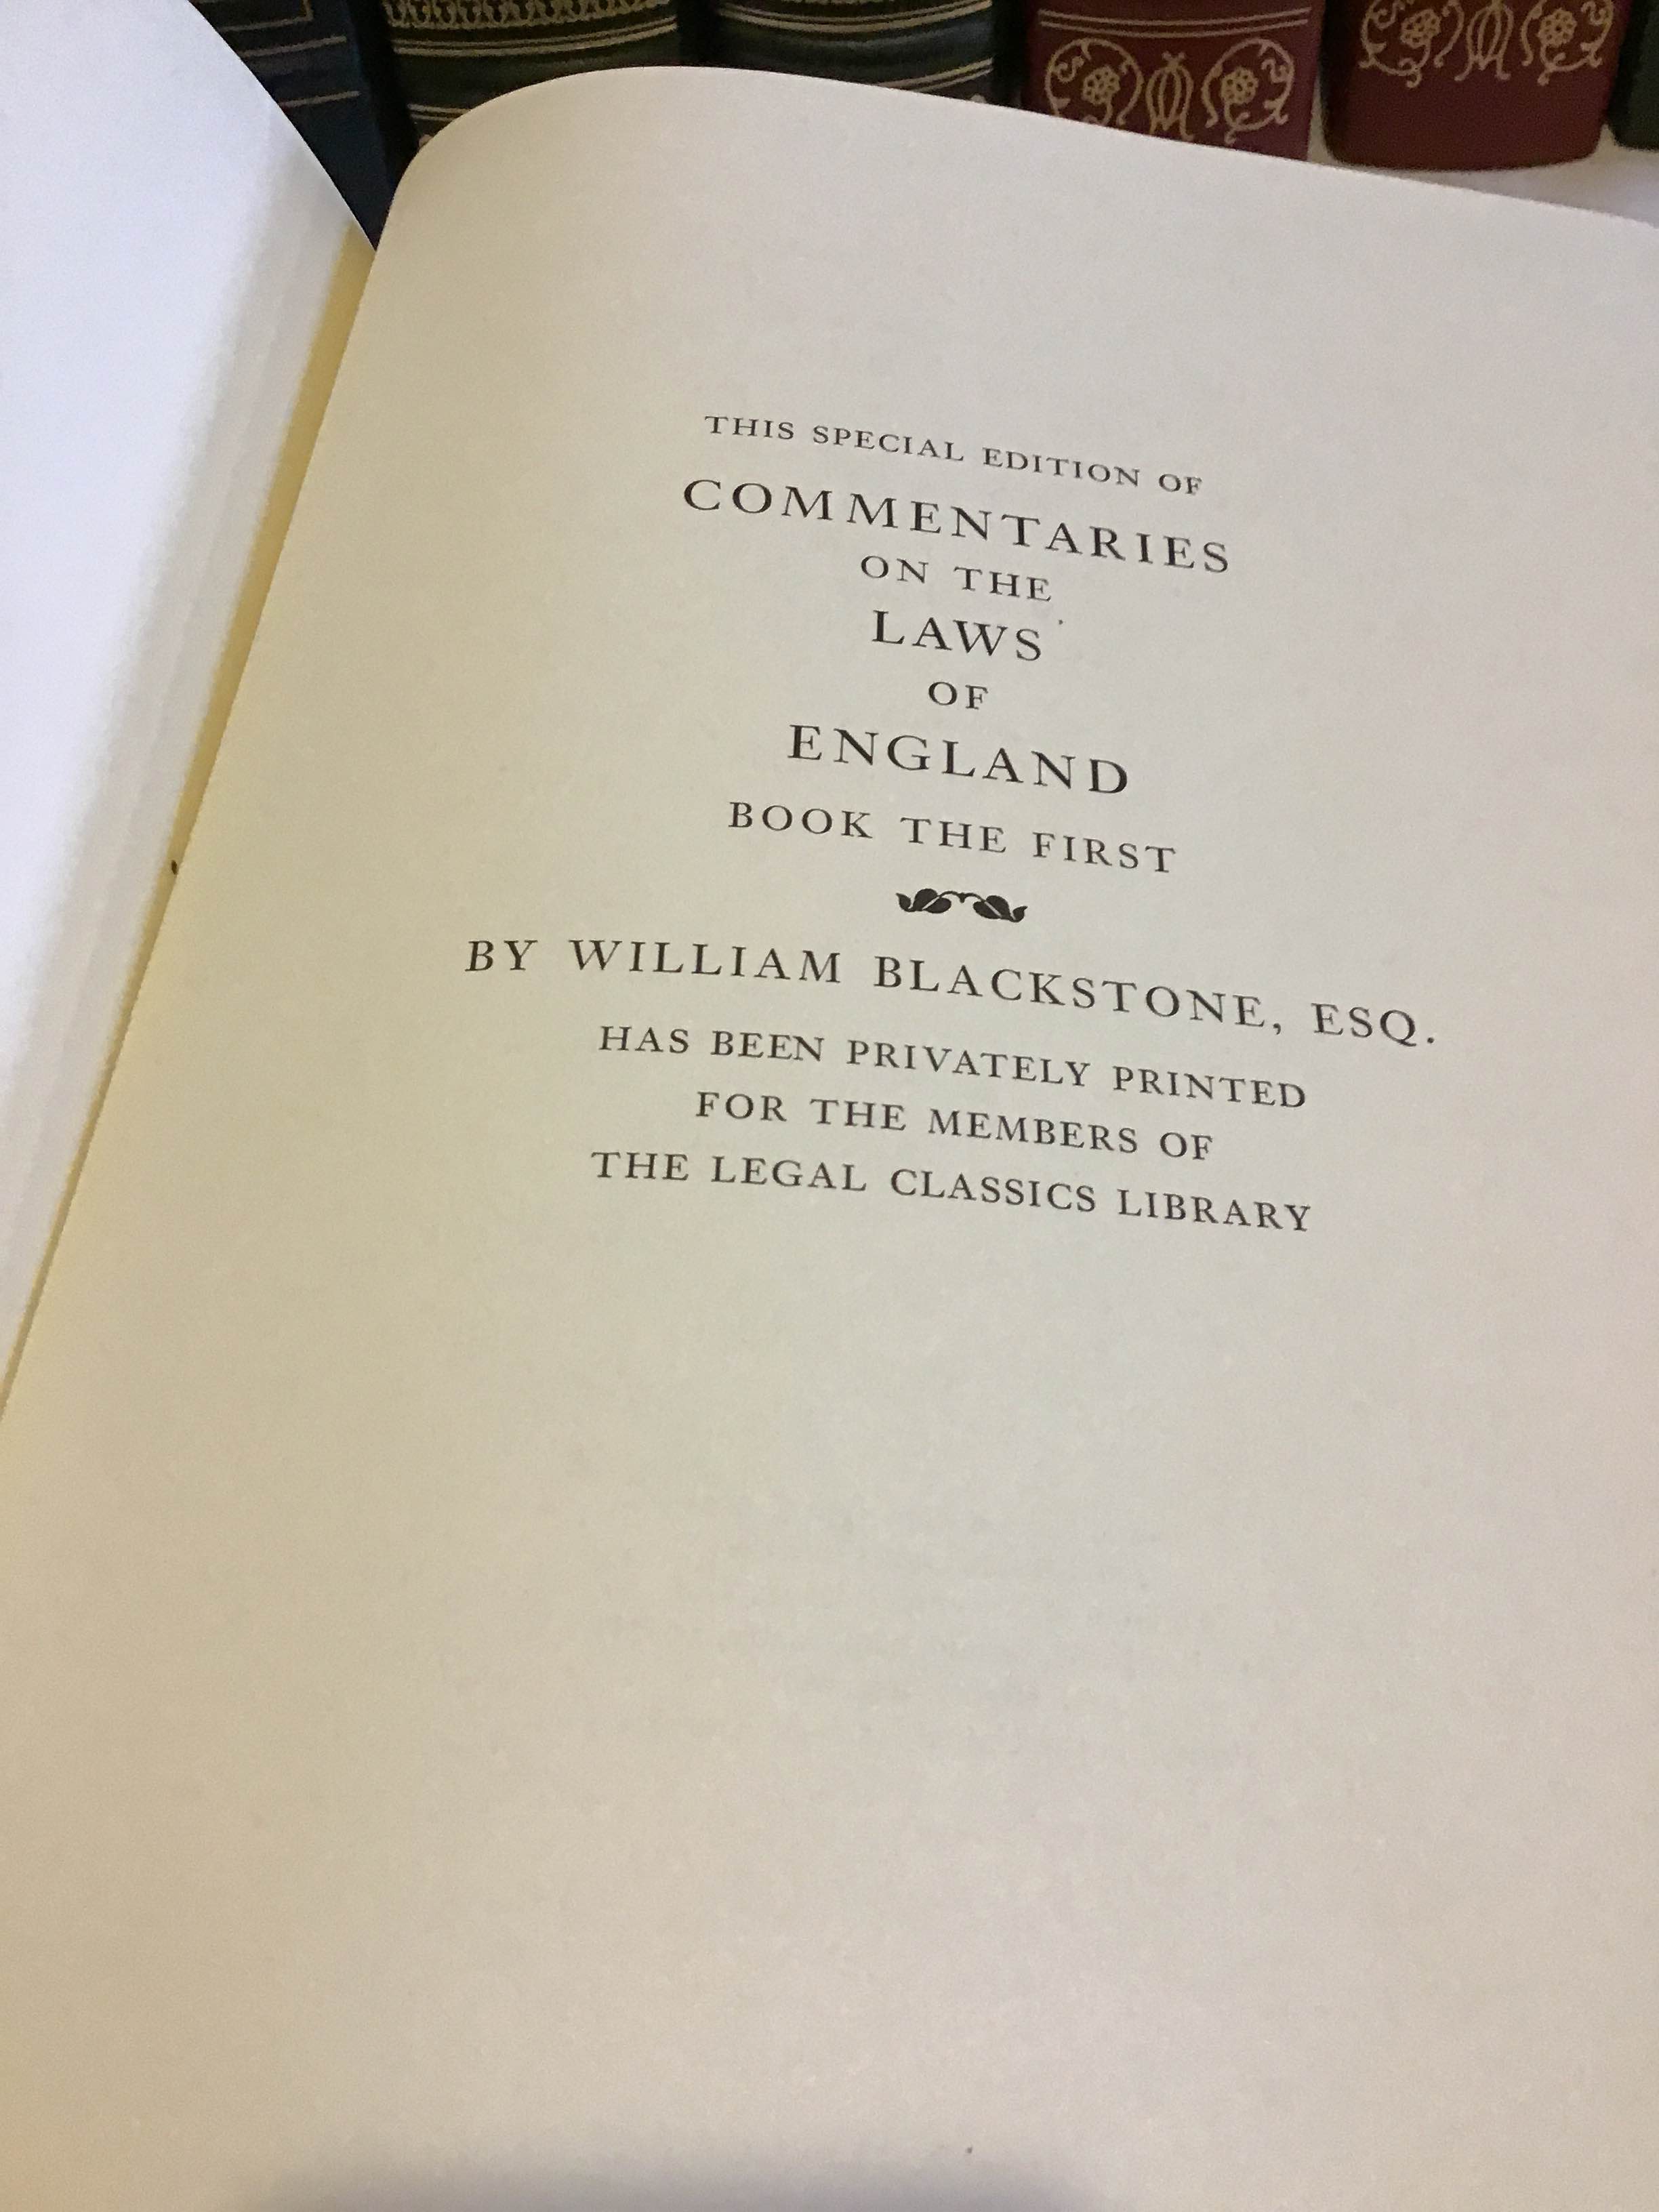 THIS SPECIAL EDITION OF
COMMENTARIES
ON THE
LAWS
OF
ENGLAND
BOOK THE FIRST
BY WILLIAM BLACKSTONE, ESQ.
HAS BEEN PRIVATELY PRINTED
FOR THE MEMBERS OF
THE LEGAL CLASSICS LIBRARY